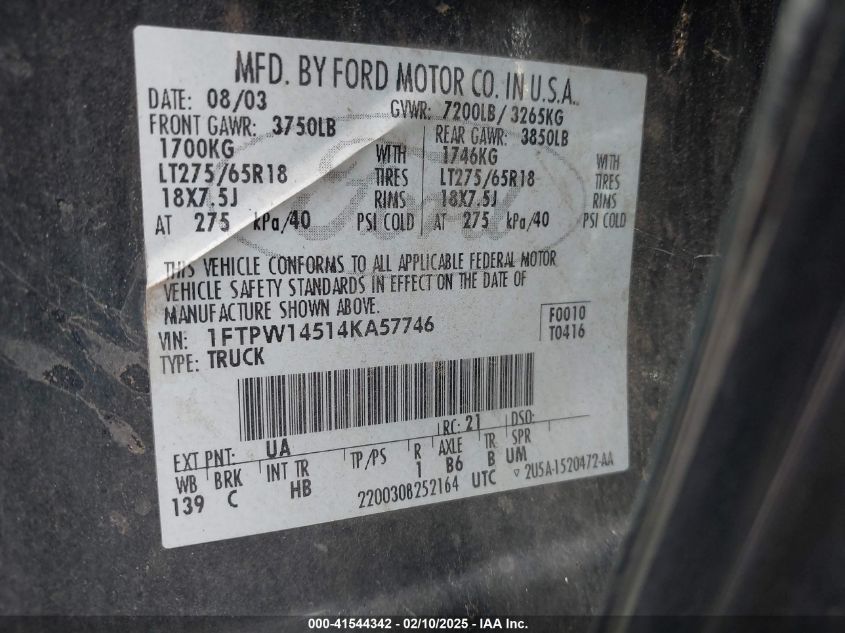 MFD. BY FORD MOTOR CO. IN U.S.A.
DATE: 08/03 GVWR: 7200LB/ 3265KG
FRONT GAWR: 3750LB REAR GAWR: 3850LB
1700KG WITH 1746KG WITH
LT275/65R18 TIRES LT275/65R18 TIRES
18X7.5J RIMS 18X7.5J RIMS
AT 275 kPa/40 PSI COLD AT 275 kPa/40 PSI COLD
Ford
THIS VEHICLE CONFORMS TO ALL APPLICABLE FEDERAL MOTOR
VEHICLE SAFETY STANDARDS IN EFFECT ON THE DATE OF
MANUFACTURE SHOWN ABOVE.
VIN: 1FTPW14514KA57746 F0010
TYPE: TRUCK T0416
EXT PNT: UA RC: 21 DSO:
WB BRK INT TR TP/PS R AXLE TR SPR
139 C HB 1 B6 B UM
2200308252164 UTC ▽ 2U5A-1520472-AA
000-41544342 - 02/10/2025 - IAA Inc.